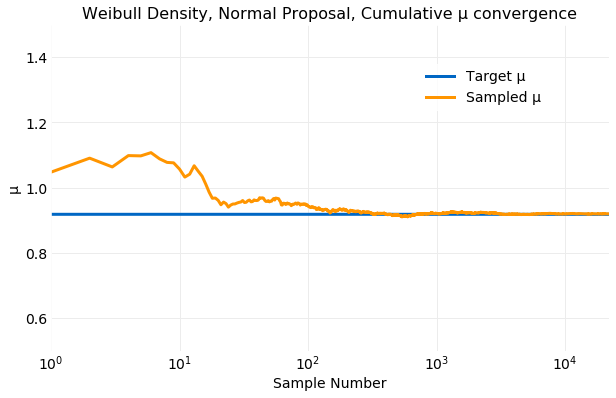 Weibull Density, Normal Proposal, Cumulative μ convergence
1.4
1.2
1.0
0.8
0.6
μ
Target μ
Sampled μ
10⁰ 10¹ 10² 10³ 10⁴
Sample Number